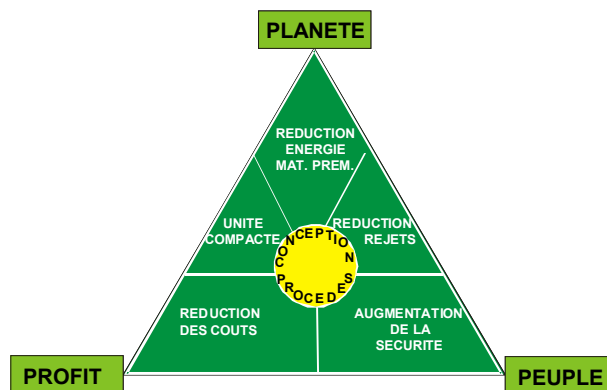 PLANETE
REDUCTION
ENERGIE
MAT. PREM.
UNITE
COMPACTE
REDUCTION
REJETS
CONCEPTION
PROCEDES
REDUCTION
DES COUTS
AUGMENTATION
DE LA
SECURITE
PROFIT
PEUPLE